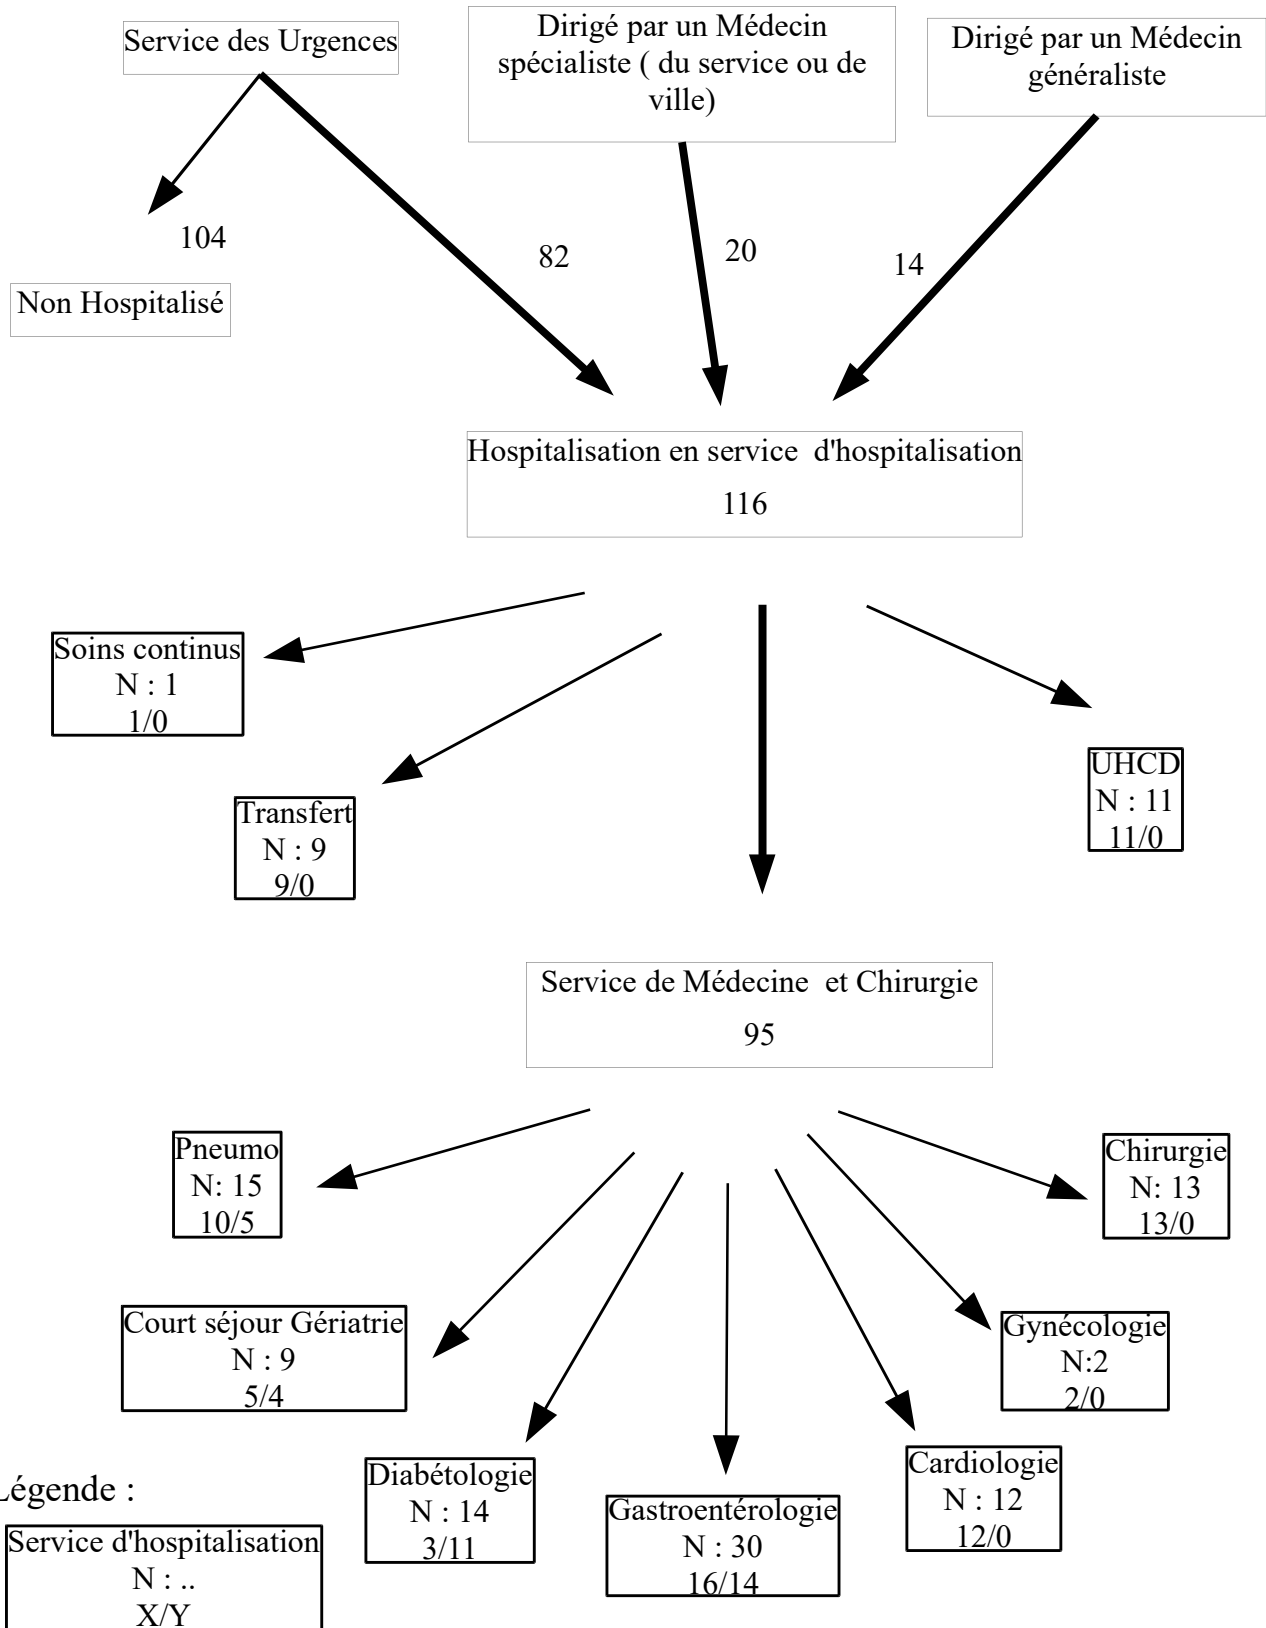 Service des Urgences
Dirigé par un Médecin
spécialiste ( du service ou de
ville)
Dirigé par un Médecin
généraliste
104
82
20
14
Non Hospitalisé
Hospitalisation en service d'hospitalisation
116
Soins continus
N : 1
1/0
Transfert
N : 9
9/0
UHCD
N : 11
11/0
Service de Médecine et Chirurgie
95
Pneumo
N: 15
10/5
Chirurgie
N: 13
13/0
Court séjour Gériatrie
N : 9
5/4
Gynécologie
N:2
2/0
Diabétologie
N : 14
3/11
Gastroentérologie
N : 30
16/14
Cardiologie
N : 12
12/0
Légende :
Service d'hospitalisation
N : ..
X/Y